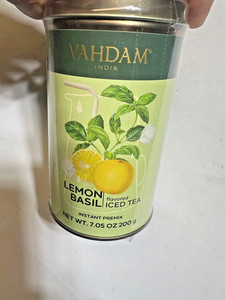 VAHDAM
INDIA
LEMON
BASIL flavored ICED TEA
INSTANT PREMIX
NET WT. 7.05 OZ 200 g